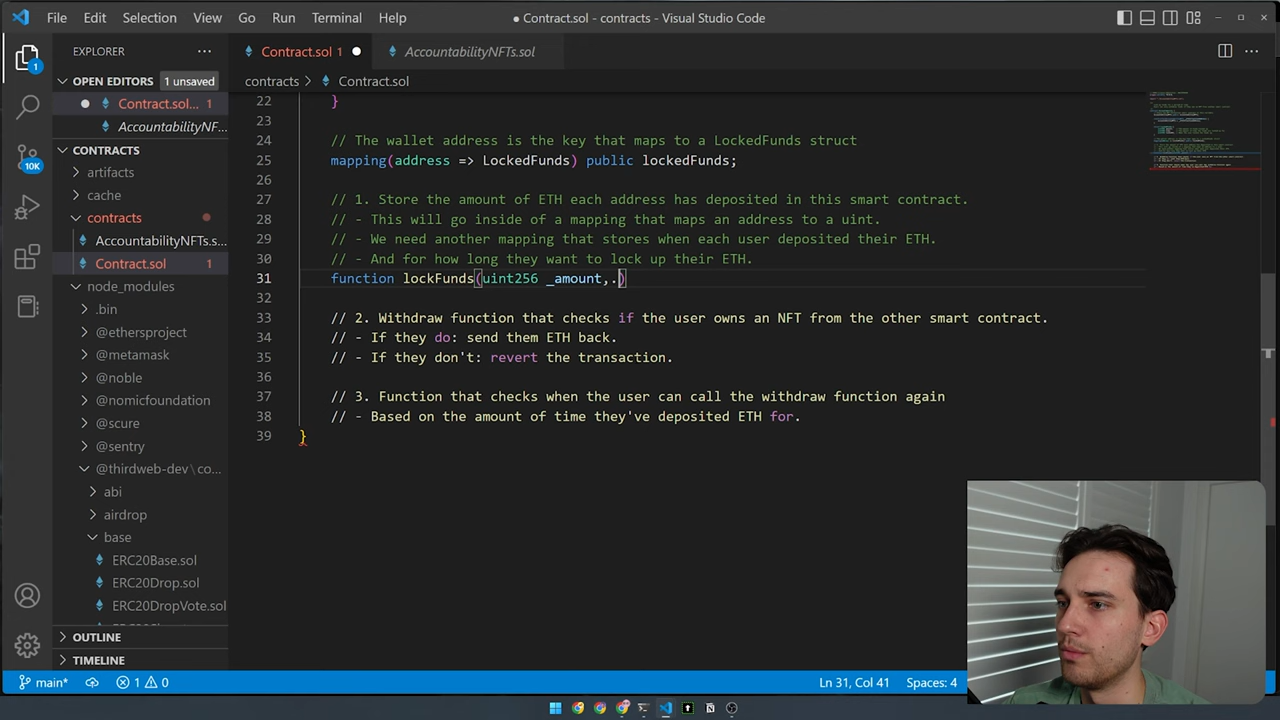 File Edit Selection View Go Run Terminal Help
● Contract.sol - contracts - Visual Studio Code
EXPLORER
Contract.sol 1
AccountabilityNFTs.sol
OPEN EDITORS 1 unsaved
Contract.sol... 1
AccountabilityNF...
contracts > Contract.sol
CONTRACTS
artifacts
cache
contracts
AccountabilityNFTs.s...
Contract.sol 1
node_modules
.bin
@ethersproject
@metamask
@noble
@nomicfoundation
@scure
@sentry
@thirdweb-dev\co...
abi
airdrop
base
ERC20Base.sol
ERC20Drop.sol
ERC20DropVote.sol
OUTLINE
TIMELINE
1
10K
22 }
23
24 // The wallet address is the key that maps to a LockedFunds struct
25 mapping(address => LockedFunds) public lockedFunds;
26
27 // 1. Store the amount of ETH each address has deposited in this smart contract.
28 // - This will go inside of a mapping that maps an address to a uint.
29 // - We need another mapping that stores when each user deposited their ETH.
30 // - And for how long they want to lock up their ETH.
31 function lockFunds(uint256 _amount,.)
32
33 // 2. Withdraw function that checks if the user owns an NFT from the other smart contract.
34 // - If they do: send them ETH back.
35 // - If they don't: revert the transaction.
36
37 // 3. Function that checks when the user can call the withdraw function again
38 // - Based on the amount of time they've deposited ETH for.
39 }
main* 1 0
Ln 31, Col 41 Spaces: 4